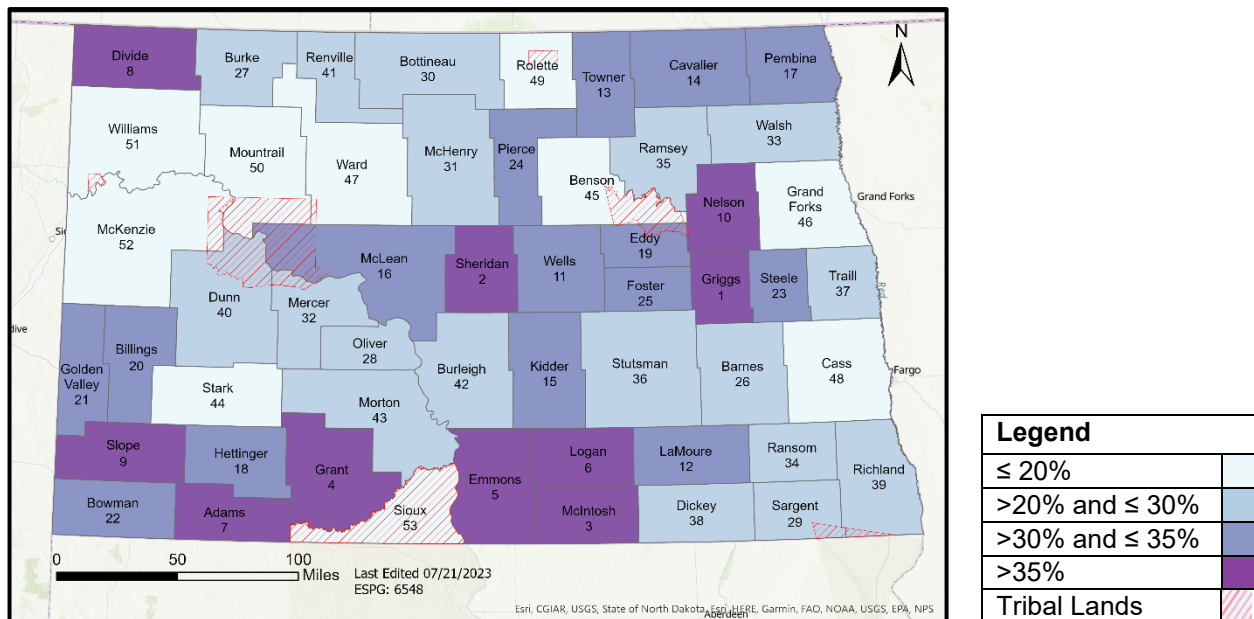 Divide
8
Burke
27
Renville
41
Bottineau
30
Rolette
49
Towner
13
Cavalier
14
Pembina
17
N
Williams
51
Mountrail
50
Ward
47
McHenry
31
Pierce
24
Benson
45
Ramsey
35
Walsh
33
Nelson
10
Grand
Forks
46
Grand Forks
McKenzie
52
McLean
16
Sheridan
2
Wells
11
Eddy
19
Foster
25
Griggs
1
Steele
23
Traill
37
Red
Dunn
40
Mercer
32
Oliver
28
Golden
Valley
21
Billings
20
Stark
44
Morton
43
Burleigh
42
Kidder
15
Stutsman
36
Barnes
26
Cass
48
Fargo
Slope
9
Hettinger
18
Grant
4
Emmons
5
Logan
6
LaMoure
12
Ransom
34
Richland
39
Bowman
22
Adams
7
Sioux
53
McIntosh
3
Dickey
38
Sargent
29
0 50 100
Miles
Last Edited 07/21/2023
ESPG: 6548
Esri, CGIAR, USGS, State of North Dakota, Esri, HERE, Garmin, FAO, NOAA, USGS, EPA, NPS
Aberdeen
Legend
≤ 20%
>20% and ≤ 30%
>30% and ≤ 35%
>35%
Tribal Lands